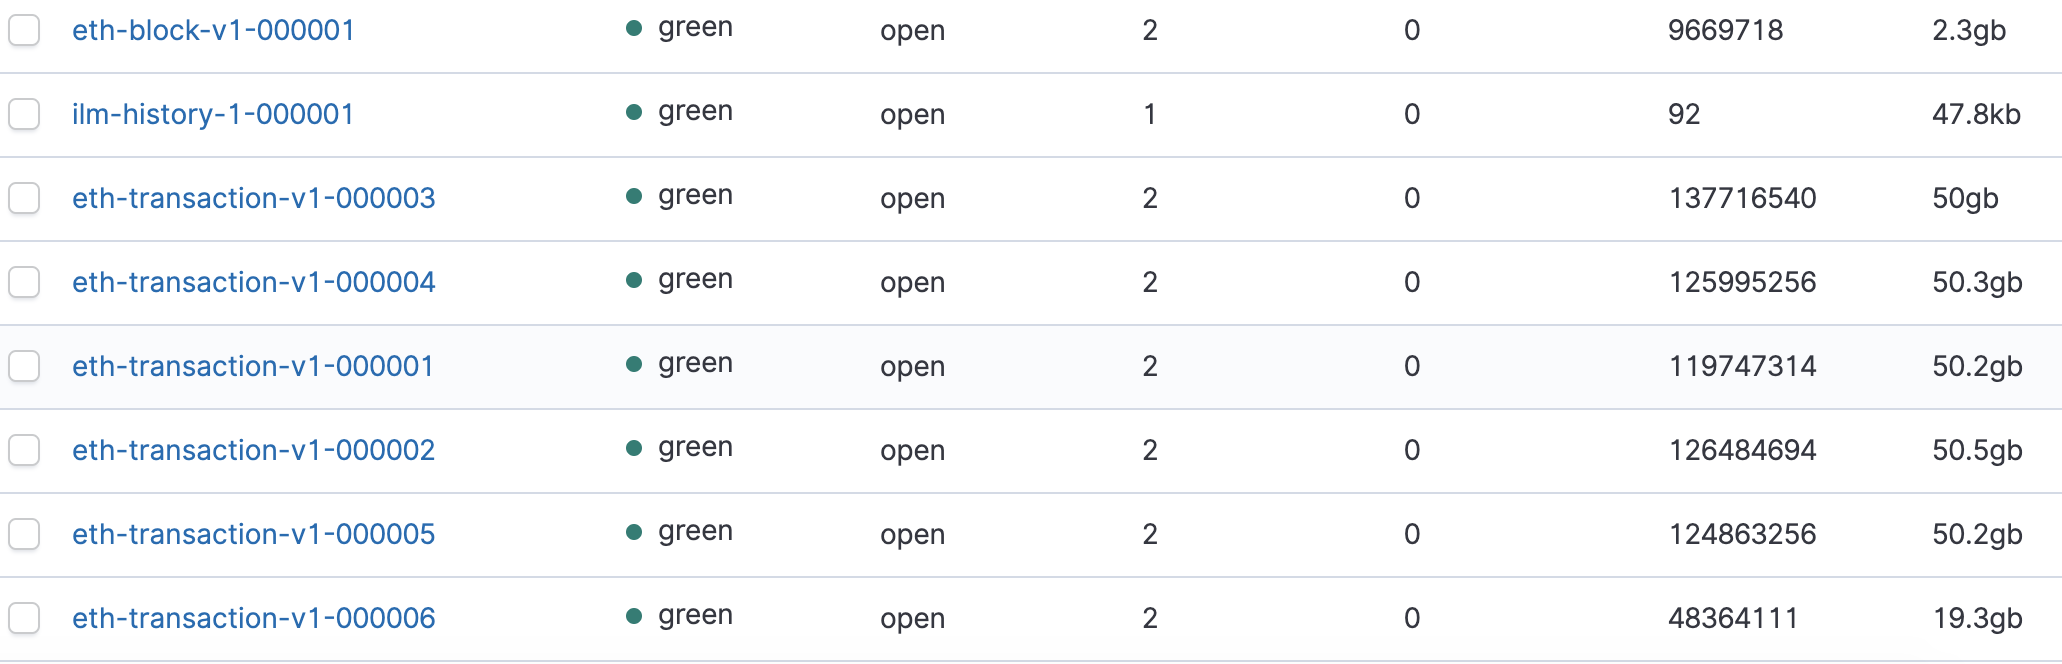 eth-block-v1-000001 green open 2 0 9669718 2.3gb
ilm-history-1-000001 green open 1 0 92 47.8kb
eth-transaction-v1-000003 green open 2 0 137716540 50gb
eth-transaction-v1-000004 green open 2 0 125995256 50.3gb
eth-transaction-v1-000001 green open 2 0 119747314 50.2gb
eth-transaction-v1-000002 green open 2 0 126484694 50.5gb
eth-transaction-v1-000005 green open 2 0 124863256 50.2gb
eth-transaction-v1-000006 green open 2 0 48364111 19.3gb